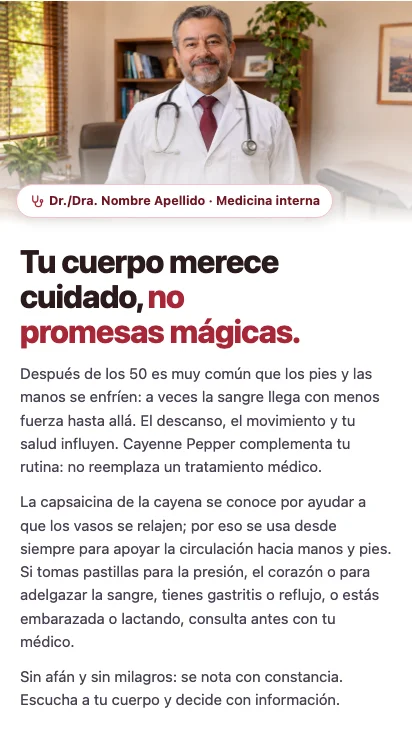 Dr./Dra. Nombre Apellido · Medicina interna
Tu cuerpo merece
cuidado, no
promesas mágicas.
Después de los 50 es muy común que los pies y las
manos se enfríen: a veces la sangre llega con menos
fuerza hasta allá. El descanso, el movimiento y tu
salud influyen. Cayenne Pepper complementa tu
rutina: no reemplaza un tratamiento médico.
La capsaicina de la cayena se conoce por ayudar a
que los vasos se relajen; por eso se usa desde
siempre para apoyar la circulación hacia manos y pies.
Si tomas pastillas para la presión, el corazón o para
adelgazar la sangre, tienes gastritis o reflujo, o estás
embarazada o lactando, consulta antes con tu
médico.
Sin afán y sin milagros: se nota con constancia.
Escucha a tu cuerpo y decide con información.